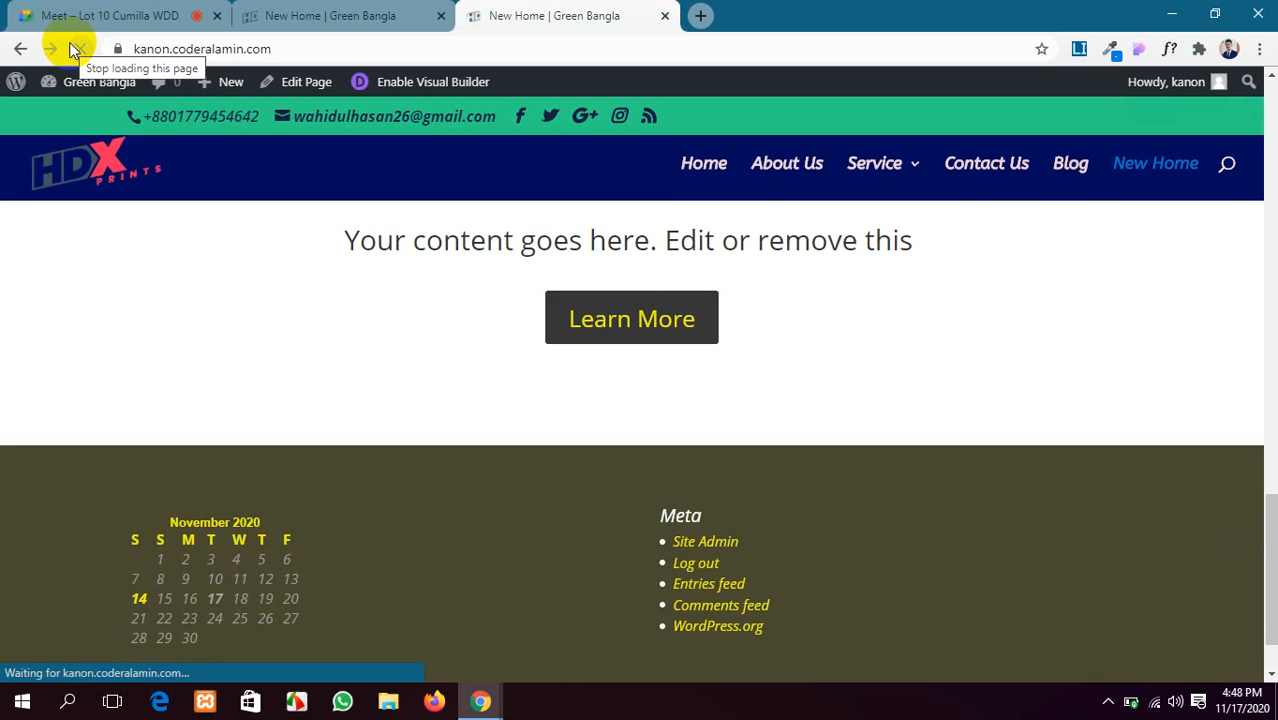 Meet – Lot 10 Cumilla WDD
New Home | Green Bangla
New Home | Green Bangla
kanon.coderalamin.com
Stop loading this page
Green Bangla 0 New Edit Page Enable Visual Builder Howdy, kanon
+8801779454642 wahidulhasan26@gmail.com
HDX PRINTS
Home About Us Service Contact Us Blog New Home
Your content goes here. Edit or remove this
Learn More
November 2020
S S M T W T F
1 2 3 4 5 6
7 8 9 10 11 12 13
14 15 16 17 18 19 20
21 22 23 24 25 26 27
28 29 30
Meta
Site Admin
Log out
Entries feed
Comments feed
WordPress.org
Waiting for kanon.coderalamin.com...
4:48 PM
11/17/2020